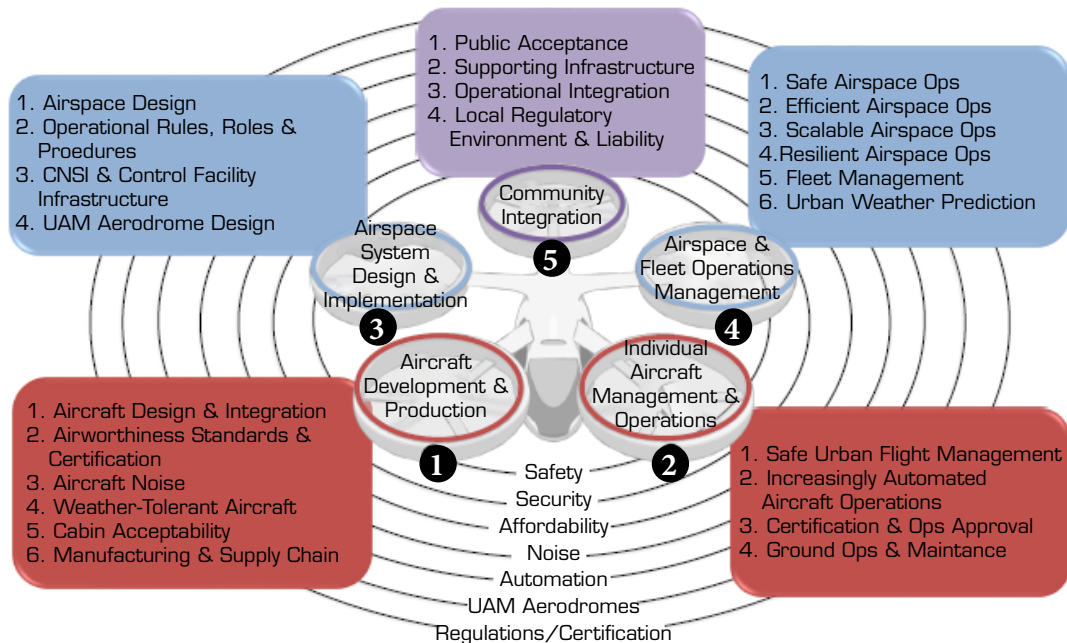 1. Public Acceptance
2. Supporting Infrastructure
3. Operational Integration
4. Local Regulatory
Environment & Liability
1. Airspace Design
2. Operational Rules, Roles &
Proedures
3. CNSI & Control Facility
Infrastructure
4. UAM Aerodrome Design
1. Safe Airspace Ops
2. Efficient Airspace Ops
3. Scalable Airspace Ops
4.Resilient Airspace Ops
5. Fleet Management
6. Urban Weather Prediction
Community
Integration
5
Airspace
System
Design &
Implementation
3
Airspace &
Fleet Operations
Management
4
Aircraft
Development &
Production
1
Individual
Aircraft
Management &
Operations
2
1. Aircraft Design & Integration
2. Airworthiness Standards &
Certification
3. Aircraft Noise
4. Weather-Tolerant Aircraft
5. Cabin Acceptability
6. Manufacturing & Supply Chain
1. Safe Urban Flight Management
2. Increasingly Automated
Aircraft Operations
3. Certification & Ops Approval
4. Ground Ops & Maintance
Safety
Security
Affordability
Noise
Automation
UAM Aerodromes
Regulations/Certification